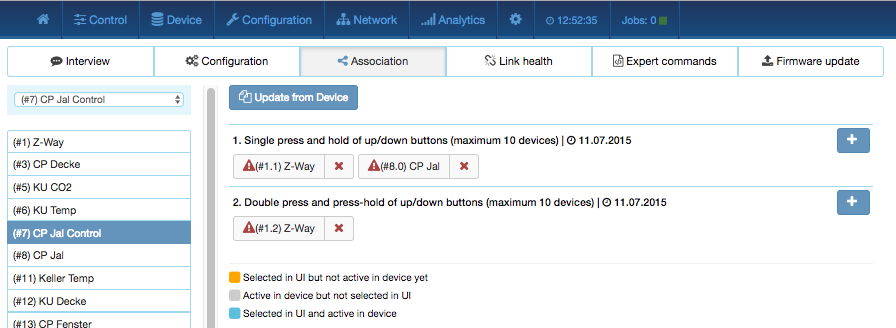 Control Device Configuration Network Analytics 12:52:35 Jobs: 0
Interview Configuration Association Link health Expert commands Firmware update
(#7) CP Jal Control
Update from Device
(#1) Z-Way
(#3) CP Decke
(#5) KU CO2
(#6) KU Temp
(#7) CP Jal Control
(#8) CP Jal
(#11) Keller Temp
(#12) KU Decke
(#13) CP Fenster
1. Single press and hold of up/down buttons (maximum 10 devices) | 11.07.2015
(#1.1) Z-Way (#8.0) CP Jal
2. Double press and press-hold of up/down buttons (maximum 10 devices) | 11.07.2015
(#1.2) Z-Way
Selected in UI but not active in device yet
Active in device but not selected in UI
Selected in UI and active in device